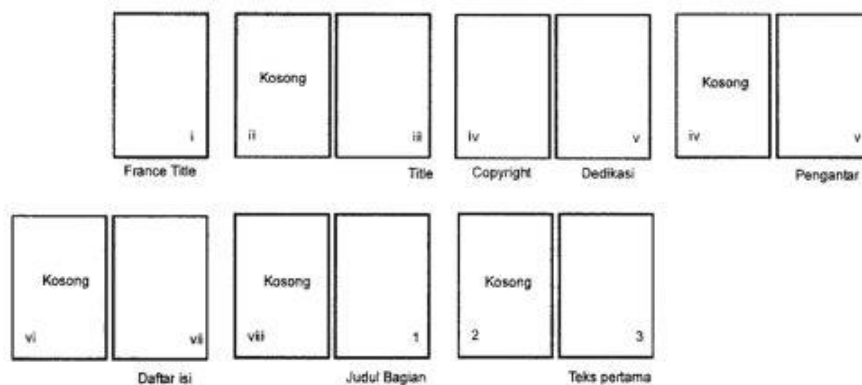 Kosong
i ii iii iv v iv v
France Title Title Copyright Dedikasi Pengantar
Kosong
Kosong Kosong Kosong
vi vii viii 1 2 3
Daftar isi Judul Bagian Teks pertama